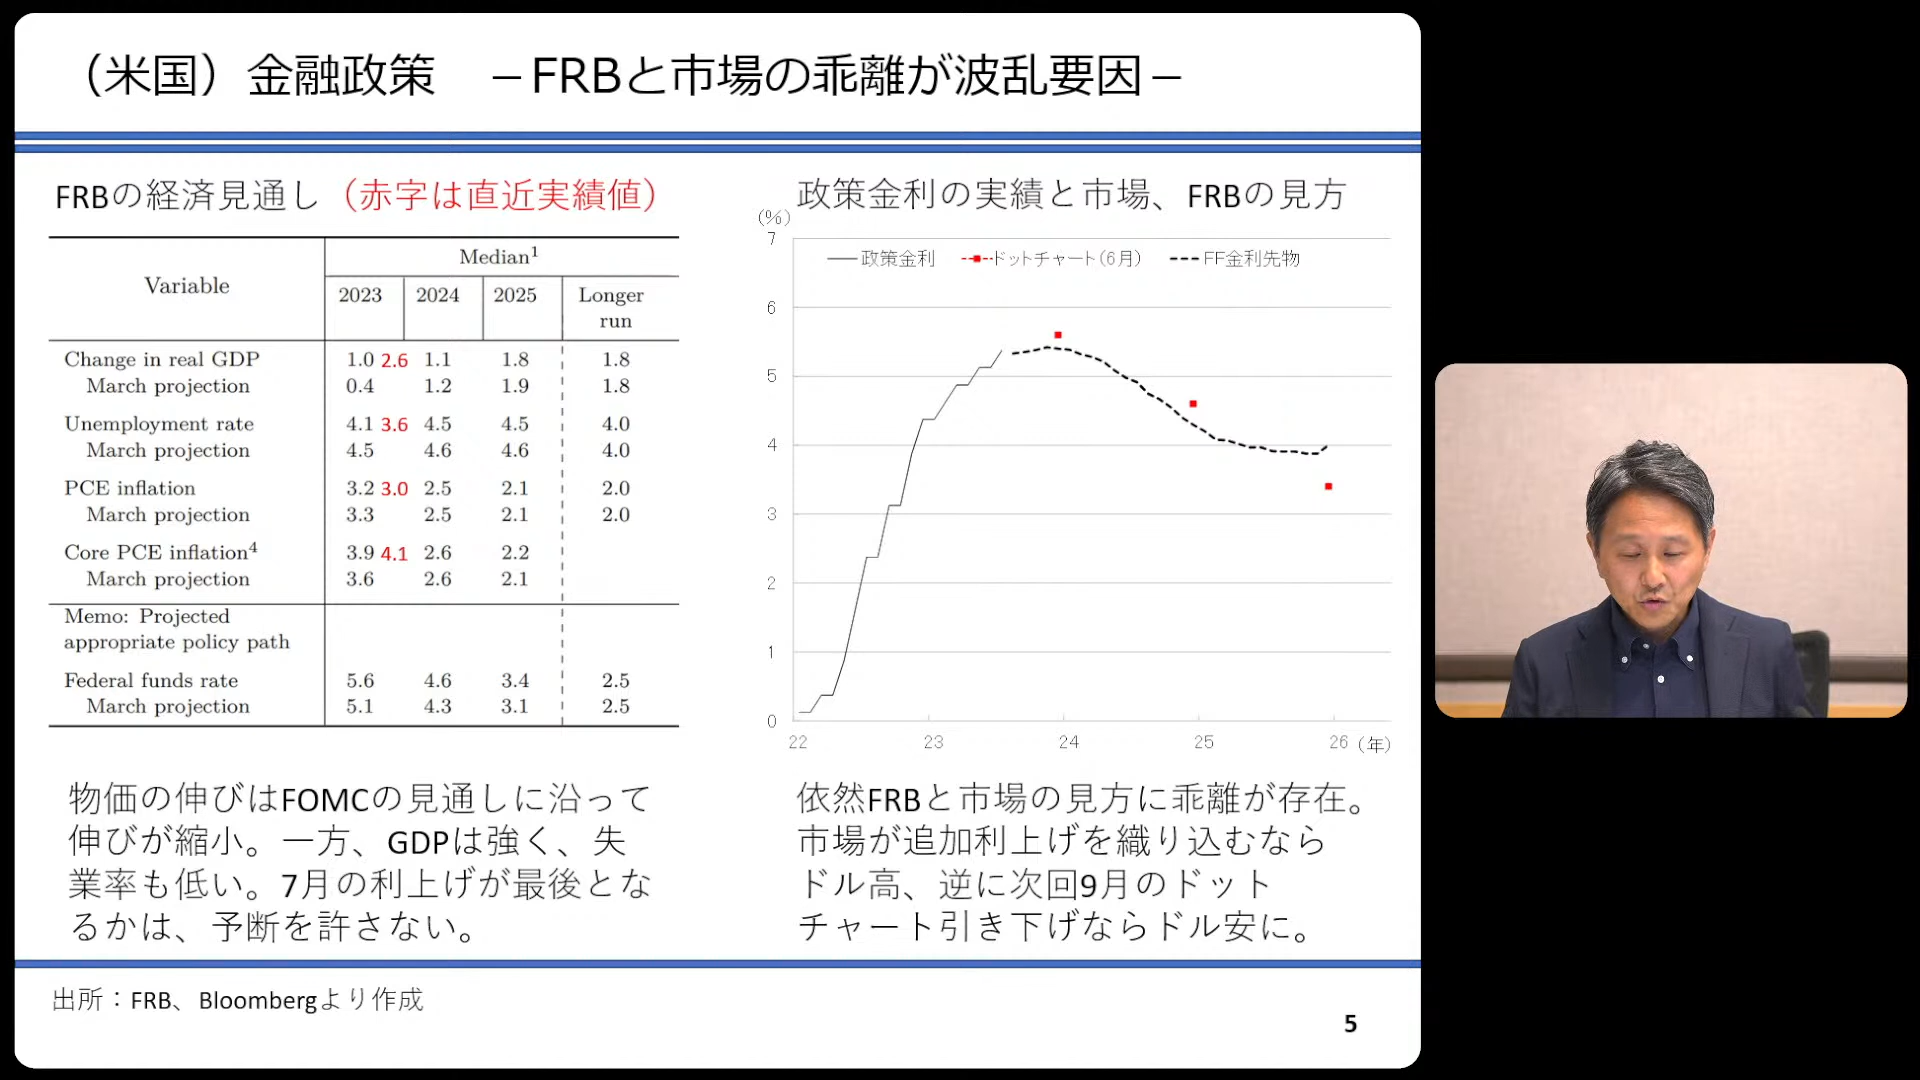 （米国）金融政策　－FRBと市場の乖離が波乱要因－
FRBの経済見通し（赤字は直近実績値）
Variable
Median1
2023 2024 2025 Longer run
Change in real GDP 1.0 2.6 1.1 1.8 1.8
March projection 0.4 1.2 1.9 1.8
Unemployment rate 4.1 3.6 4.5 4.5 4.0
March projection 4.5 4.6 4.6 4.0
PCE inflation 3.2 3.0 2.5 2.1 2.0
March projection 3.3 2.5 2.1 2.0
Core PCE inflation4 3.9 4.1 2.6 2.2
March projection 3.6 2.6 2.1
Memo: Projected
appropriate policy path
Federal funds rate 5.6 4.6 3.4 2.5
March projection 5.1 4.3 3.1 2.5
物価の伸びはFOMCの見通しに沿って
伸びが縮小。一方、GDPは強く、失
業率も低い。7月の利上げが最後とな
るかは、予断を許さない。
政策金利の実績と市場、FRBの見方
(%)
政策金利 ドットチャート(6月) FF金利先物
7
6
5
4
3
2
1
0
22 23 24 25 26 (年)
依然FRBと市場の見方に乖離が存在。
市場が追加利上げを織り込むなら
ドル高、逆に次回9月のドット
チャート引き下げならドル安に。
出所：FRB、Bloombergより作成
5